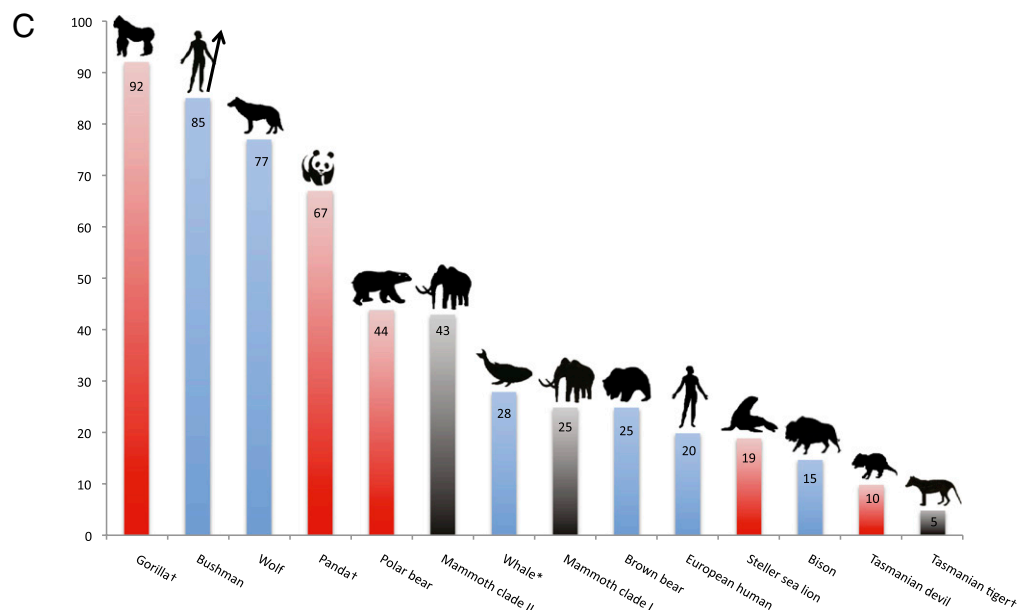 C
100
90
80
70
60
50
40
30
20
10
0
92
85
77
67
44
43
28
25
25
20
19
15
10
5
Gorilla†
Bushman
Wolf
Panda†
Polar bear
Mammoth clade II
Whale*
Mammoth clade I
Brown bear
European human
Steller sea lion
Bison
Tasmanian devil
Tasmanian tiger†